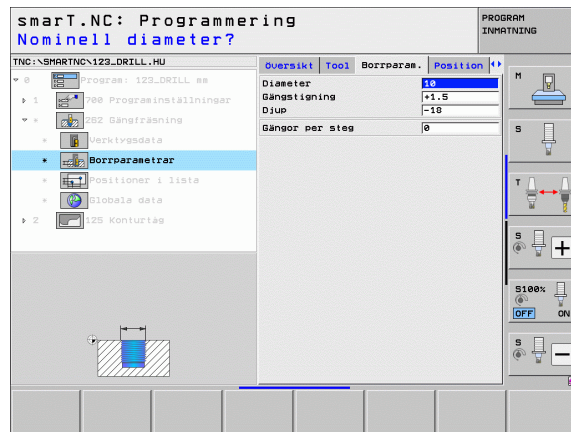 smarT.NC: Programmering
Nominell diameter?
PROGRAM
INMATNING
TNC:\SMARTNC\123_DRILL.HU
0 Program: 123_DRILL mm
1 700 Programinställningar
* 262 Gängfräsning
* Verktygsdata
* Borrparametrar
* Positioner i lista
* Globala data
2 125 Konturtåg
Översikt Tool Borrparam. Position
Diameter 10
Gängstigning +1.5
Djup -18
Gängor per steg 0
M
S
T
S
+
S100%
OFF ON
S
-